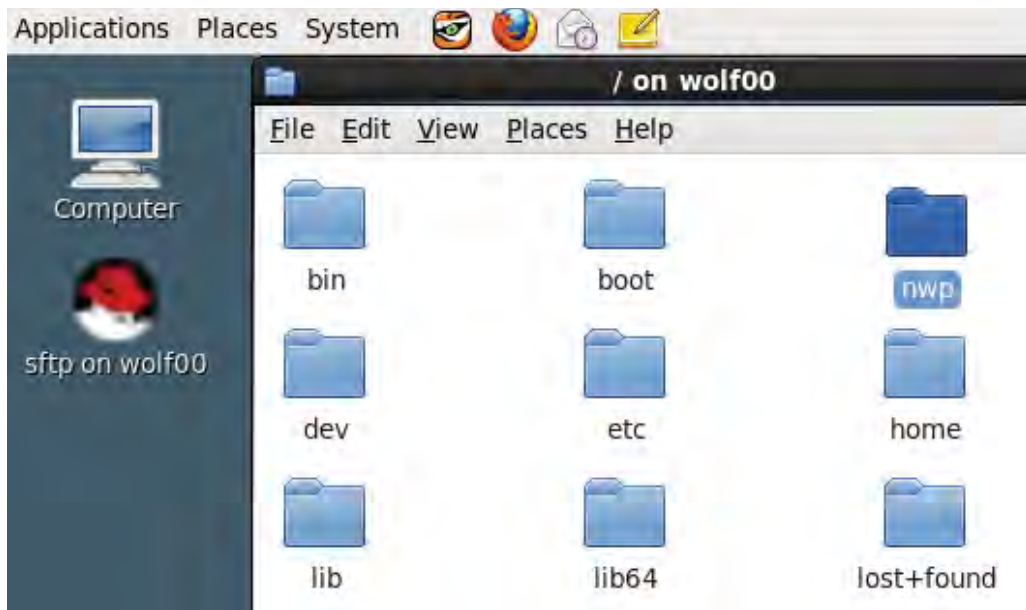 Applications Places System
/ on wolf00
File Edit View Places Help
Computer
sftp on wolf00
bin boot nwp
dev etc home
lib lib64 lost+found